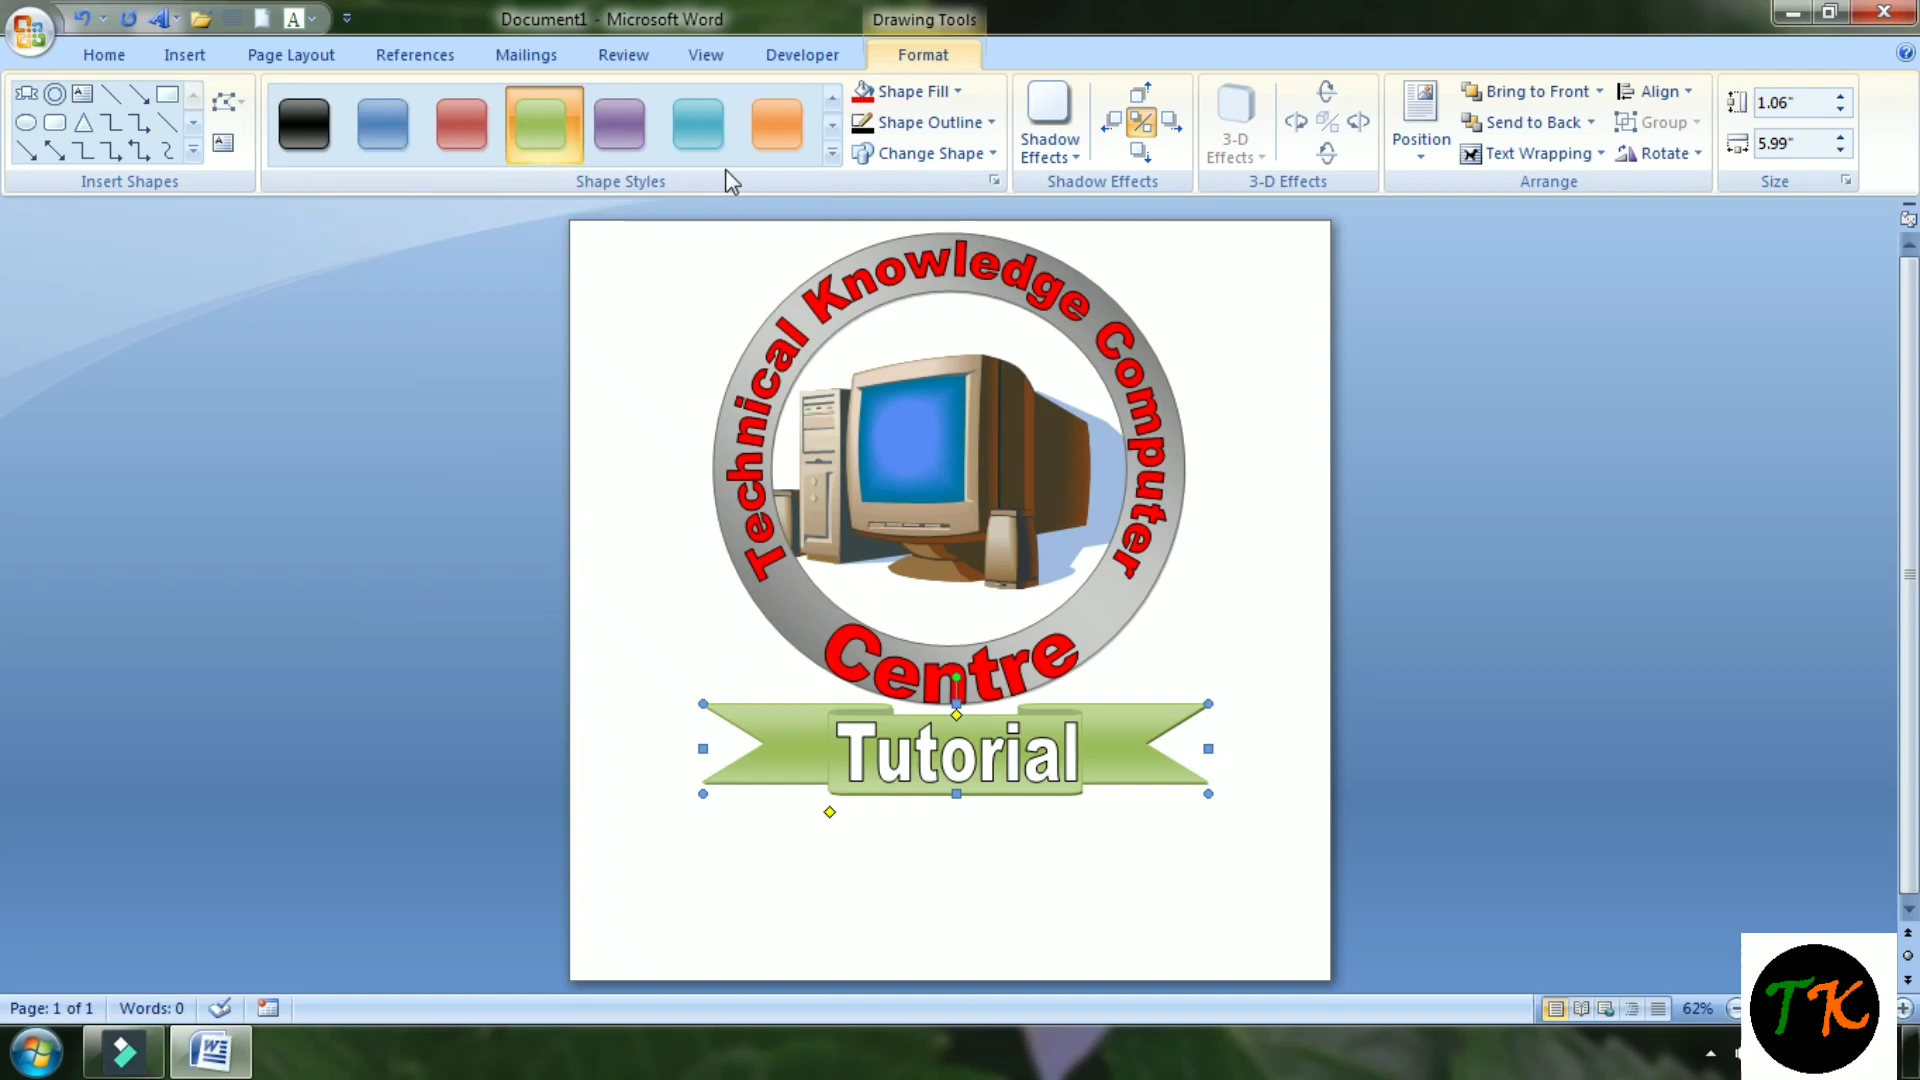 Document1 - Microsoft Word
Drawing Tools
Home Insert Page Layout References Mailings Review View Developer Format
Shape Fill
Shape Outline
Change Shape
Shadow Effects
3-D Effects
Position
Bring to Front
Send to Back
Text Wrapping
Align
Group
Rotate
1.06"
5.99"
Insert Shapes Shape Styles Shadow Effects 3-D Effects Arrange Size
Technical Knowledge Computer
Centre
Tutorial
Page: 1 of 1 Words: 0
62%
TK